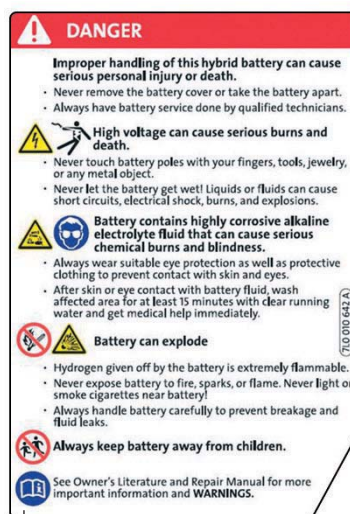 DANGER
Improper handling of this hybrid battery can cause
serious personal injury or death.
· Never remove the battery cover or take the battery apart.
· Always have battery service done by qualified technicians.
High voltage can cause serious burns and
death.
· Never touch battery poles with your fingers, tools, jewelry,
or any metal object.
· Never let the battery get wet! Liquids or fluids can cause
short circuits, electrical shock, burns, and explosions.
Battery contains highly corrosive alkaline
electrolyte fluid that can cause serious
chemical burns and blindness.
· Always wear suitable eye protection as well as protective
clothing to prevent contact with skin and eyes.
· After skin or eye contact with battery fluid, wash
affected area for at least 15 minutes with clear running
water and get medical help immediately.
Battery can explode
· Hydrogen given off by the battery is extremely flammable.
· Never expose battery to fire, sparks, or flame. Never light or
smoke cigarettes near battery!
· Always handle battery carefully to prevent breakage and
fluid leaks.
Always keep battery away from children.
See Owner's Literature and Repair Manual for more
important information and WARNINGS.
7L0 010 642 A